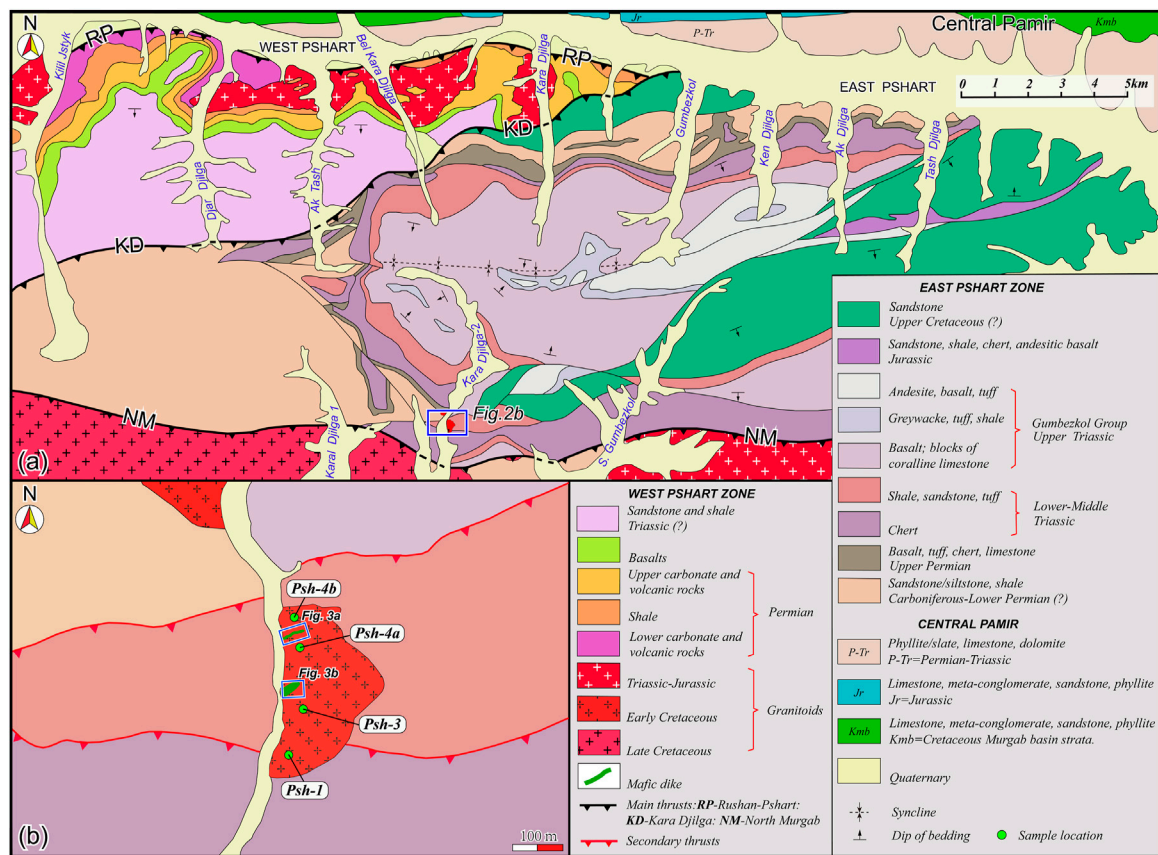 N
RP
Kilil Jstyk
WEST PSHART
Bel Kara Djilga
Kara Djilga
RP
Jr
P-Tr
Central Pamir
Kmb
0 1 2 3 4 5km
Gumbezkol
EAST PSHART
Ken Djilga
Ak Djilga
Tash Djilga
KD
Djar Djilga
Ak Tash
KD
Kara Djilga-2
NM
Karal Djilga 1
Fig.2b
S. Gumbezkol
NM
(a)
EAST PSHART ZONE
Sandstone
Upper Cretaceous (?)
Sandstone, shale, chert, andesitic basalt
Jurassic
Andesite, basalt, tuff
Greywacke, tuff, shale
Gumbezkol Group
Upper Triassic
Basalt; blocks of
coralline limestone
Shale, sandstone, tuff
Lower-Middle
Triassic
Chert
Basalt, tuff, chert, limestone
Upper Permian
Sandstone/siltstone, shale
Carboniferous-Lower Permian (?)
CENTRAL PAMIR
P-Tr
Phyllite/slate, limestone, dolomite
P-Tr=Permian-Triassic
Jr
Limestone, meta-conglomerate, sandstone, phyllite
Jr=Jurassic
Kmb
Limestone, meta-conglomerate, sandstone, phyllite
Kmb=Cretaceous Murgab basin strata.
Quaternary
Syncline
Dip of bedding
Sample location
WEST PSHART ZONE
Sandstone and shale
Triassic (?)
Basalts
Upper carbonate and
volcanic rocks
Shale
Permian
Lower carbonate and
volcanic rocks
Triassic-Jurassic
Early Cretaceous
Granitoids
Late Cretaceous
Mafic dike
Main thrusts:RP-Rushan-Pshart:
KD-Kara Djilga: NM-North Murgab
Secondary thrusts
N
Psh-4b
Fig. 3a
Psh-4a
Fig. 3b
Psh-3
Psh-1
(b)
100 m